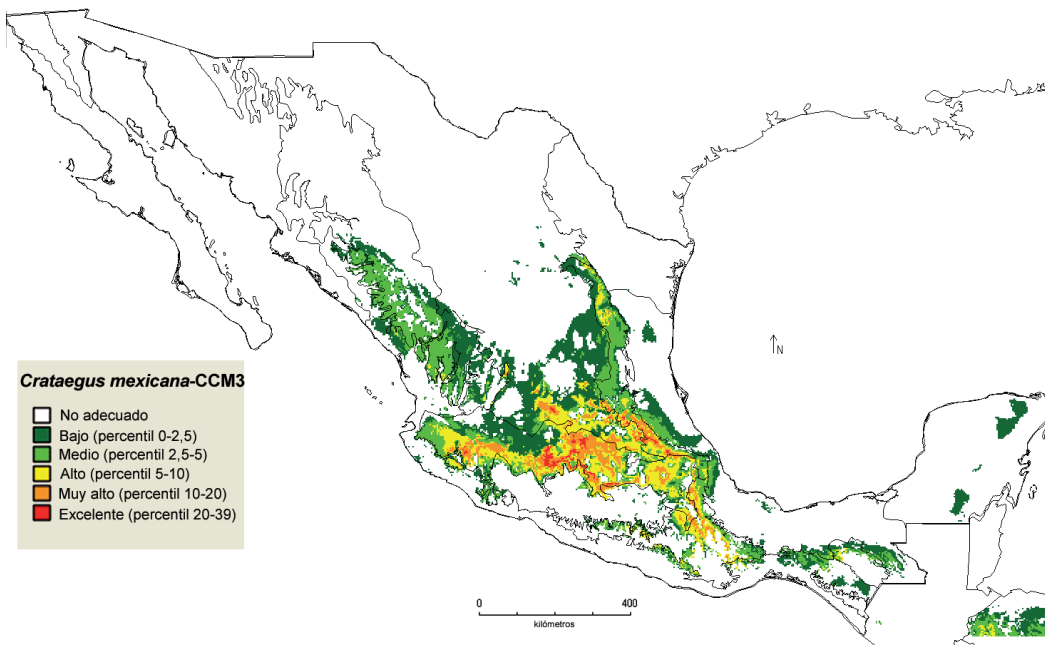 N
Crataegus mexicana-CCM3
No adecuado
Bajo (percentil 0-2,5)
Medio (percentil 2,5-5)
Alto (percentil 5-10)
Muy alto (percentil 10-20)
Excelente (percentil 20-39)
0 400
kilómetros